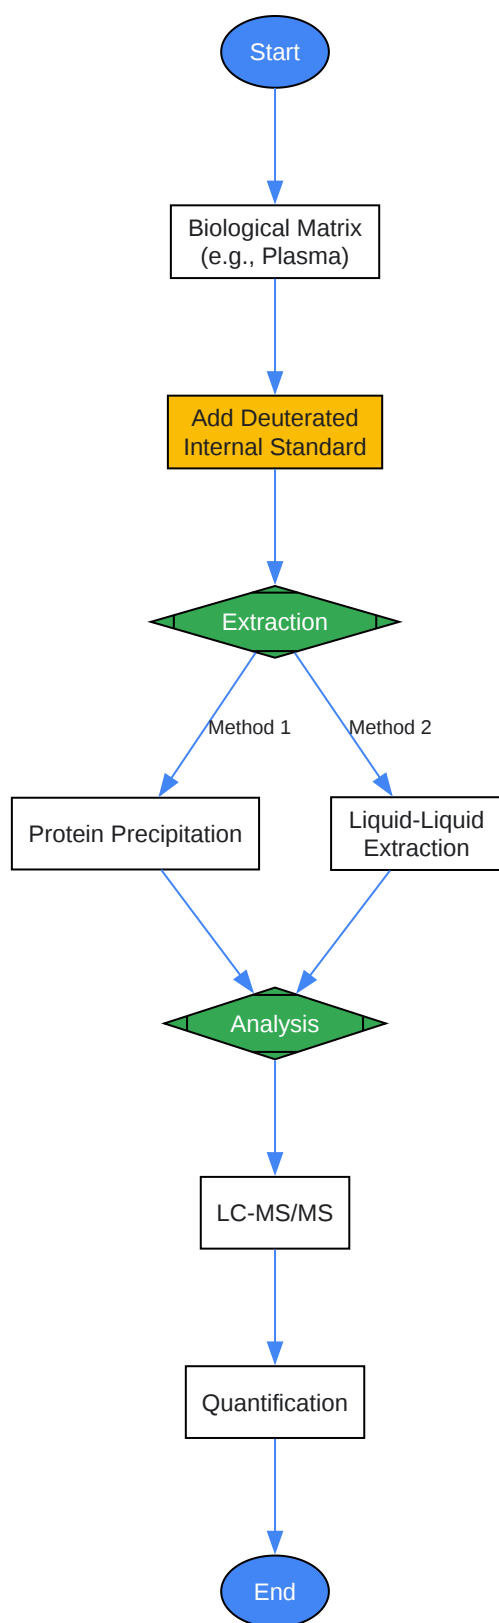 Start
Biological Matrix
(e.g., Plasma)
Add Deuterated
Internal Standard
Extraction
Method 1
Method 2
Protein Precipitation
Liquid-Liquid
Extraction
Analysis
LC-MS/MS
Quantification
End